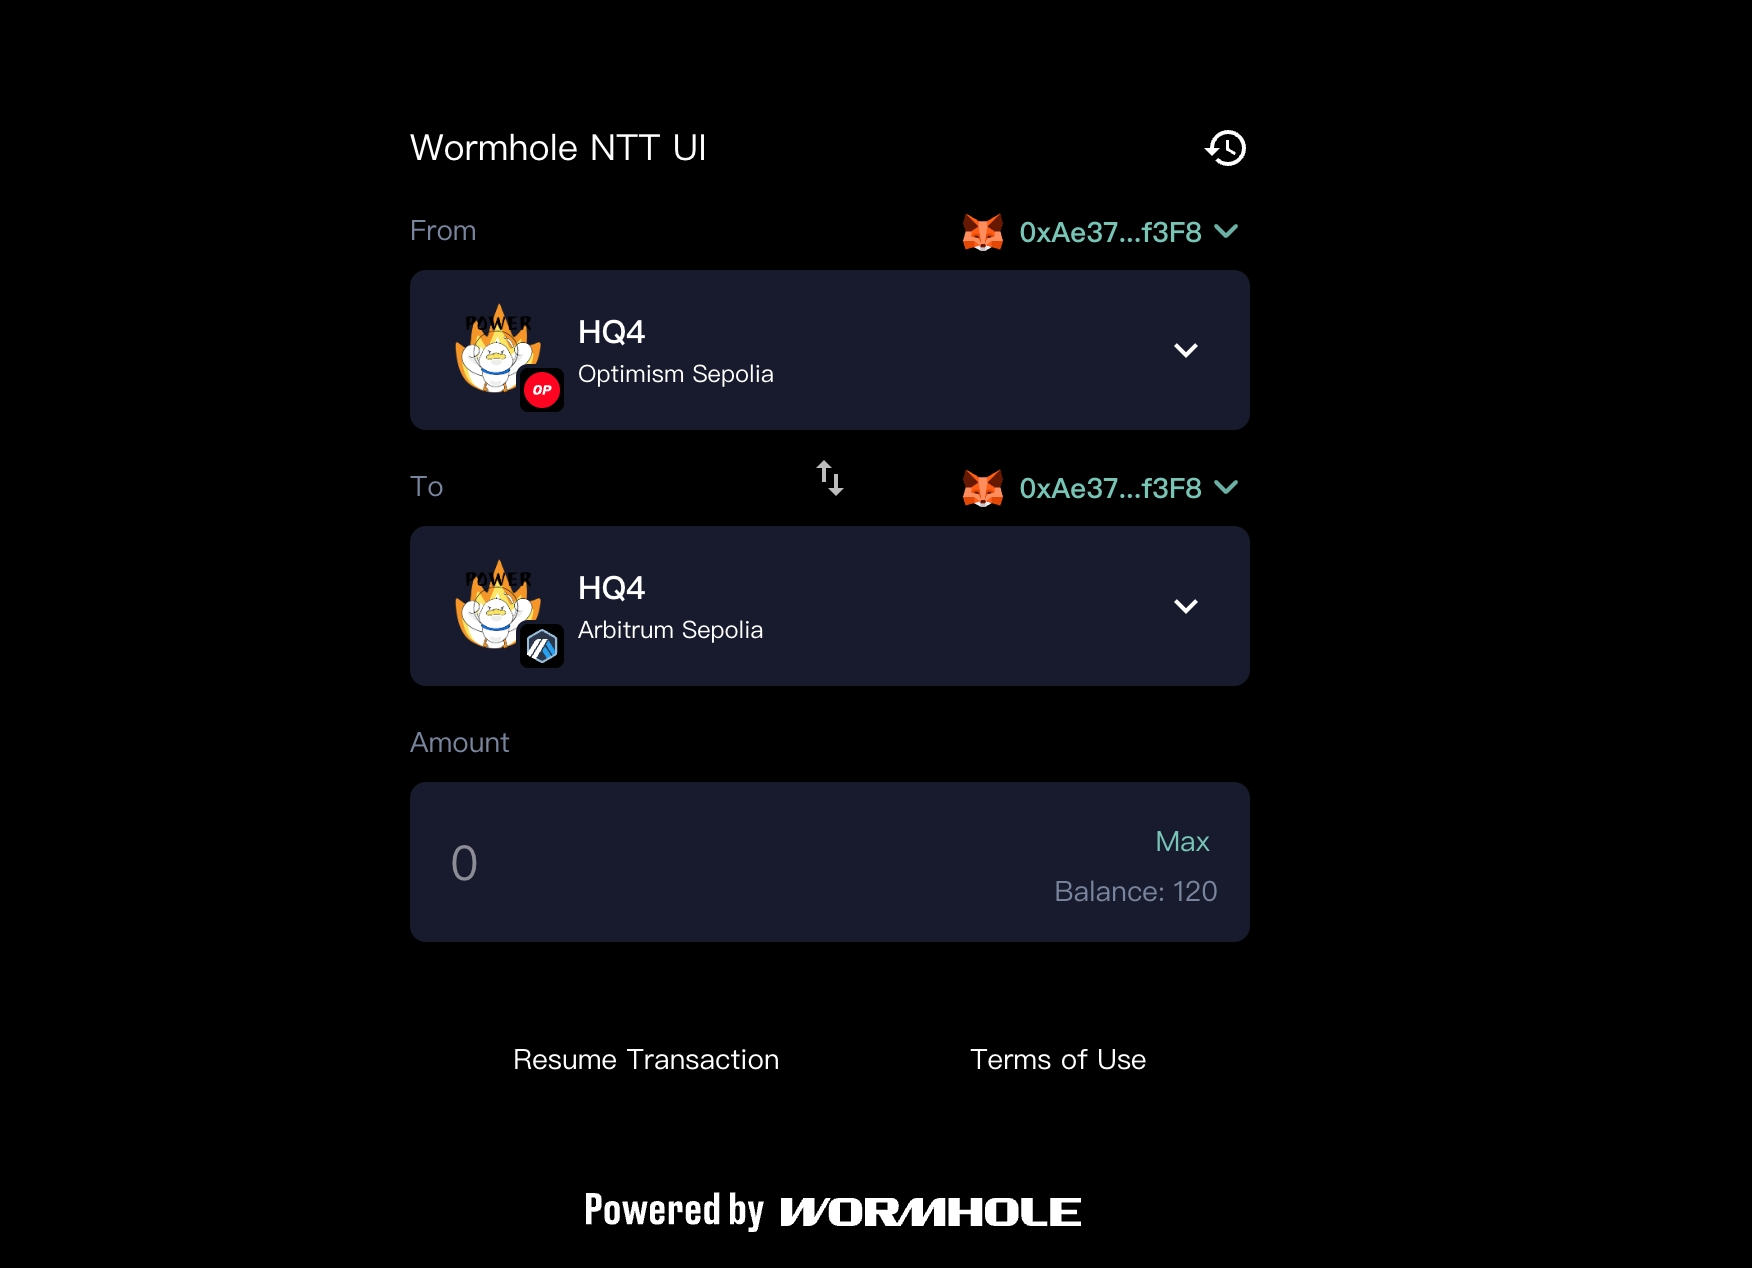 Wormhole NTT UI
From
0xAe37...f3F8
POWER
HQ4
Optimism Sepolia
OP
To
0xAe37...f3F8
POWER
HQ4
Arbitrum Sepolia
Amount
0
Max
Balance: 120
Resume Transaction
Terms of Use
Powered by WORMHOLE